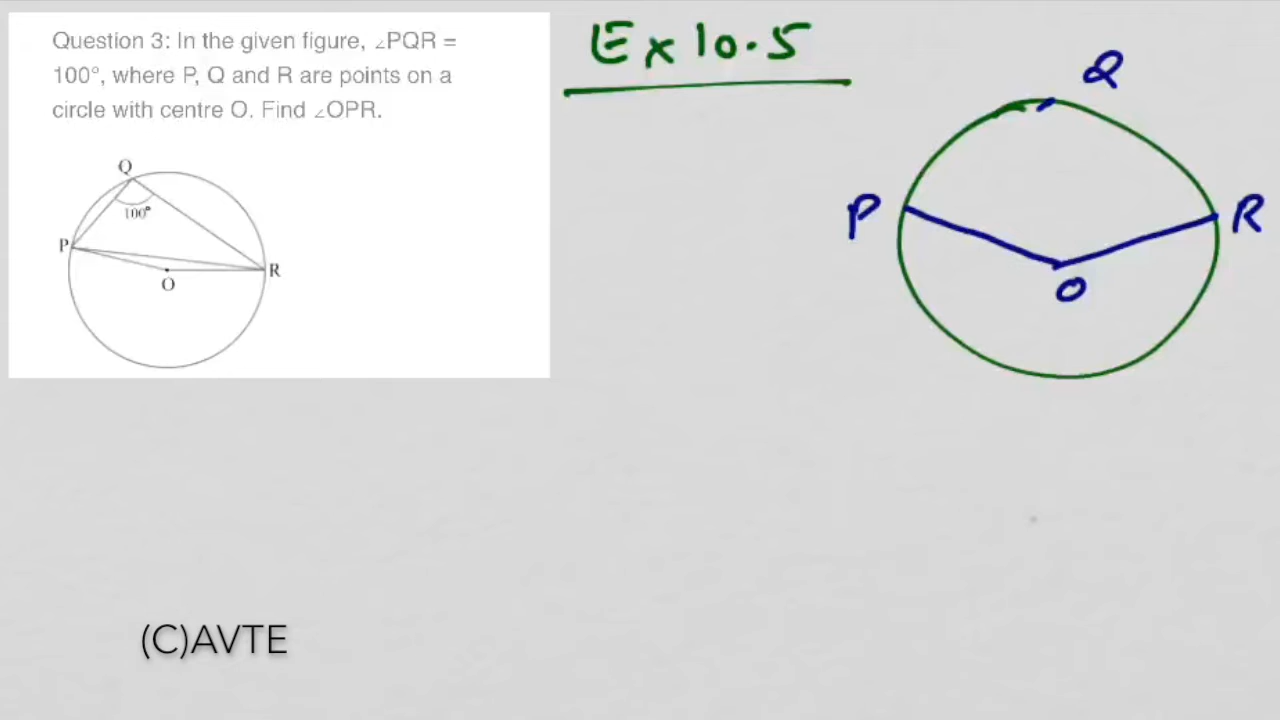 Question 3: In the given figure, ∠PQR =
100°, where P, Q and R are points on a
circle with centre O. Find ∠OPR.
Q
100°
P
R
O
Ex 10.5
Q
P
R
O
(C)AVTE